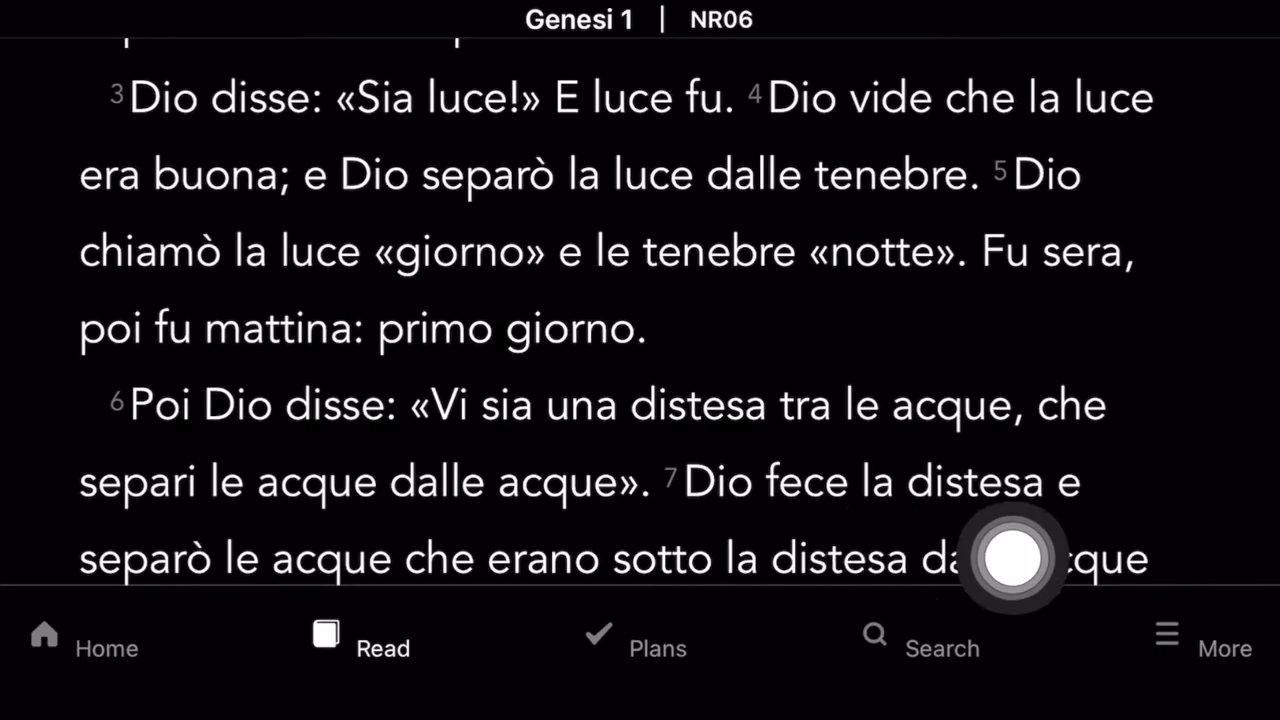 Genesi 1 | NR06
3 Dio disse: «Sia luce!» E luce fu. 4 Dio vide che la luce
era buona; e Dio separò la luce dalle tenebre. 5 Dio
chiamò la luce «giorno» e le tenebre «notte». Fu sera,
poi fu mattina: primo giorno.
6 Poi Dio disse: «Vi sia una distesa tra le acque, che
separi le acque dalle acque». 7 Dio fece la distesa e
separò le acque che erano sotto la distesa
Home Read Plans Search More